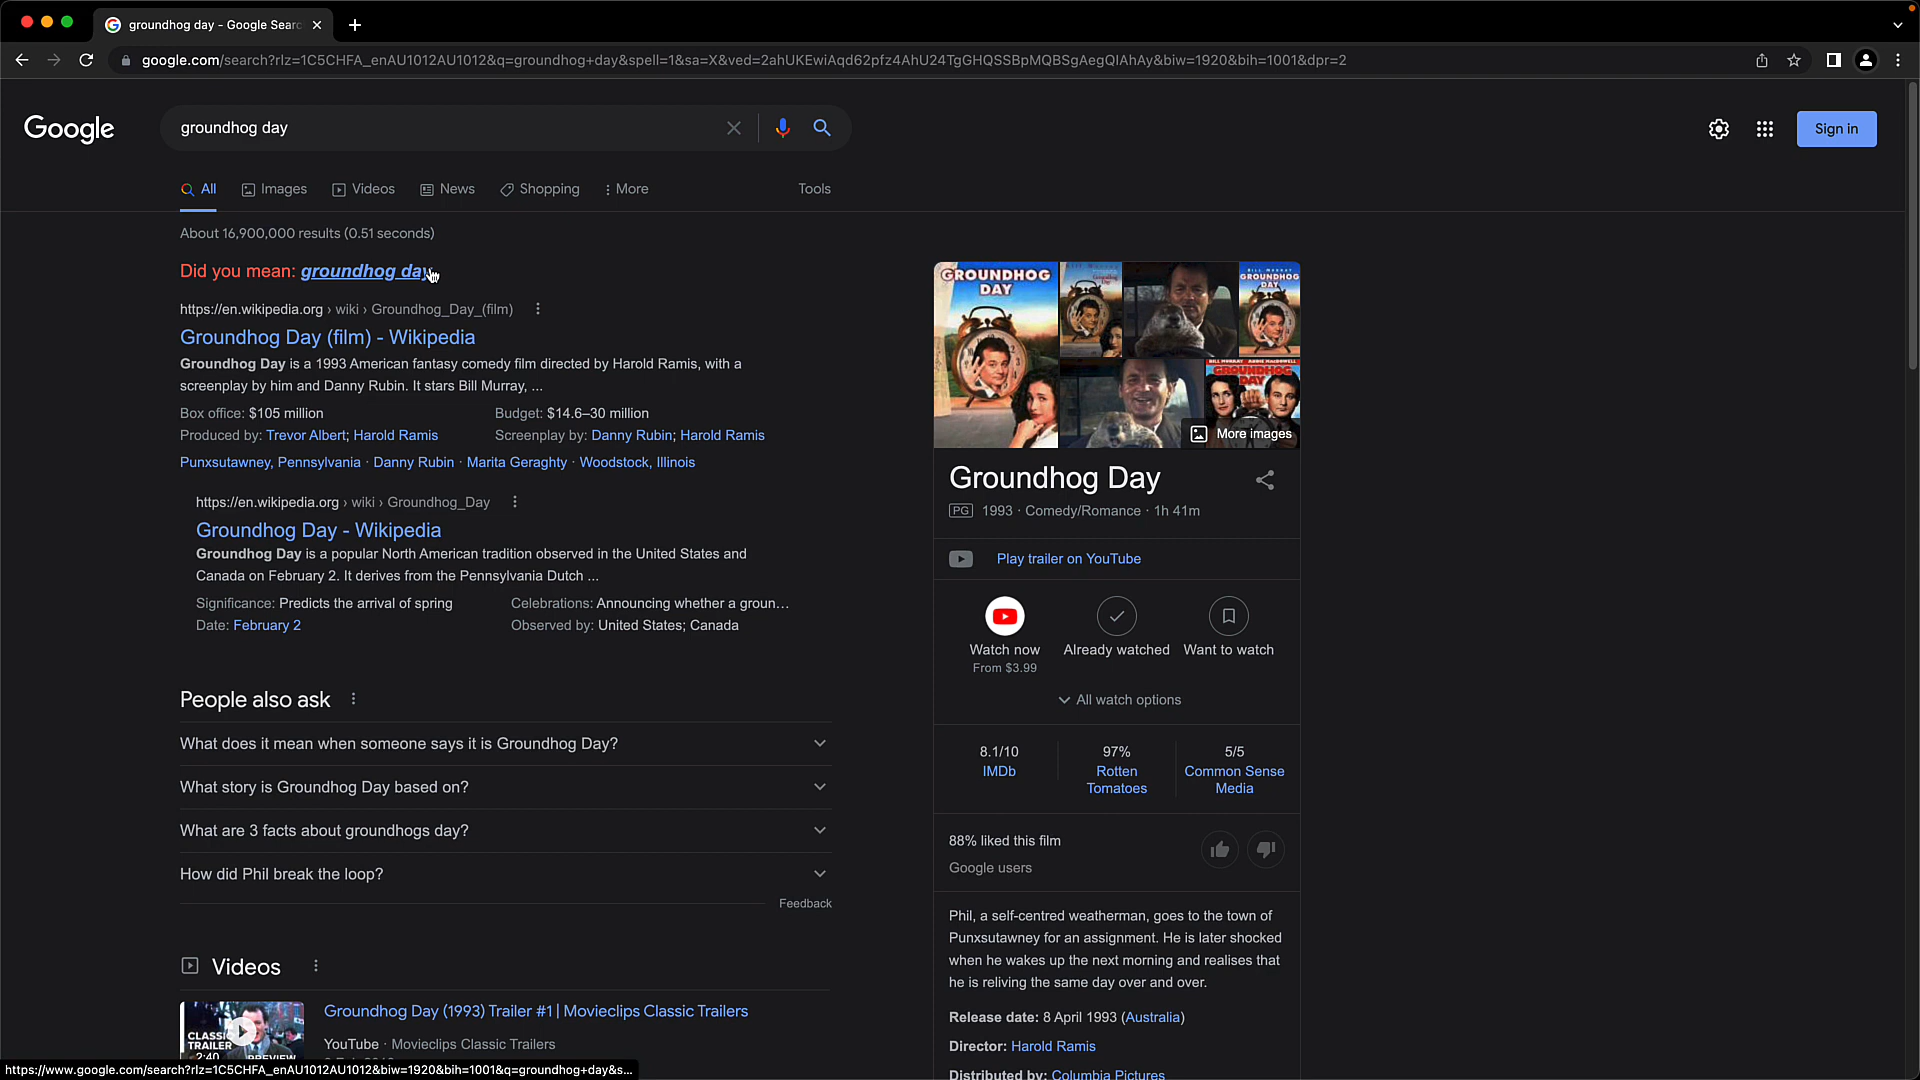 groundhog day - Google Searc
google.com/search?rlz=1C5CHFA_enAU1012AU1012&q=groundhog+day&spell=1&sa=X&ved=2ahUKEwiAqd62pfz4AhU24TgGHQSSBpMQBSgAegQIAhAy&biw=1920&bih=1001&dpr=2
Google
groundhog day
Sign in
All Images Videos News Shopping More Tools
About 16,900,000 results (0.51 seconds)
Did you mean: groundhog day
https://en.wikipedia.org › wiki › Groundhog_Day_(film)
Groundhog Day (film) - Wikipedia
Groundhog Day is a 1993 American fantasy comedy film directed by Harold Ramis, with a
screenplay by him and Danny Rubin. It stars Bill Murray, ...
Box office: $105 million Budget: $14.6–30 million
Produced by: Trevor Albert; Harold Ramis Screenplay by: Danny Rubin; Harold Ramis
Punxsutawney, Pennsylvania · Danny Rubin · Marita Geraghty · Woodstock, Illinois
https://en.wikipedia.org › wiki › Groundhog_Day
Groundhog Day - Wikipedia
Groundhog Day is a popular North American tradition observed in the United States and
Canada on February 2. It derives from the Pennsylvania Dutch ...
Significance: Predicts the arrival of spring Celebrations: Announcing whether a groun...
Date: February 2 Observed by: United States; Canada
People also ask
What does it mean when someone says it is Groundhog Day?
What story is Groundhog Day based on?
What are 3 facts about groundhogs day?
How did Phil break the loop?
Feedback
Videos
CLASSIC
TRAILER
2:40
PREVIEW
Groundhog Day (1993) Trailer #1 | Movieclips Classic Trailers
YouTube · Movieclips Classic Trailers
https://www.google.com/search?rlz=1C5CHFA_enAU1012AU1012&biw=1920&bih=1001&q=groundhog+day&s...
GROUNDHOG
DAY
BILL MURRAY
GROUNDHOG
DAY
BILL MURRAY ANDIE MACDOWELL
GROUNDHOG
DAY
More images
Groundhog Day
PG 1993 · Comedy/Romance · 1h 41m
Play trailer on YouTube
Watch now Already watched Want to watch
From $3.99
All watch options
8.1/10 97% 5/5
IMDb Rotten Common Sense
Tomatoes Media
88% liked this film
Google users
Phil, a self-centred weatherman, goes to the town of
Punxsutawney for an assignment. He is later shocked
when he wakes up the next morning and realises that
he is reliving the same day over and over.
Release date: 8 April 1993 (Australia)
Director: Harold Ramis
Distributed by: Columbia Pictures